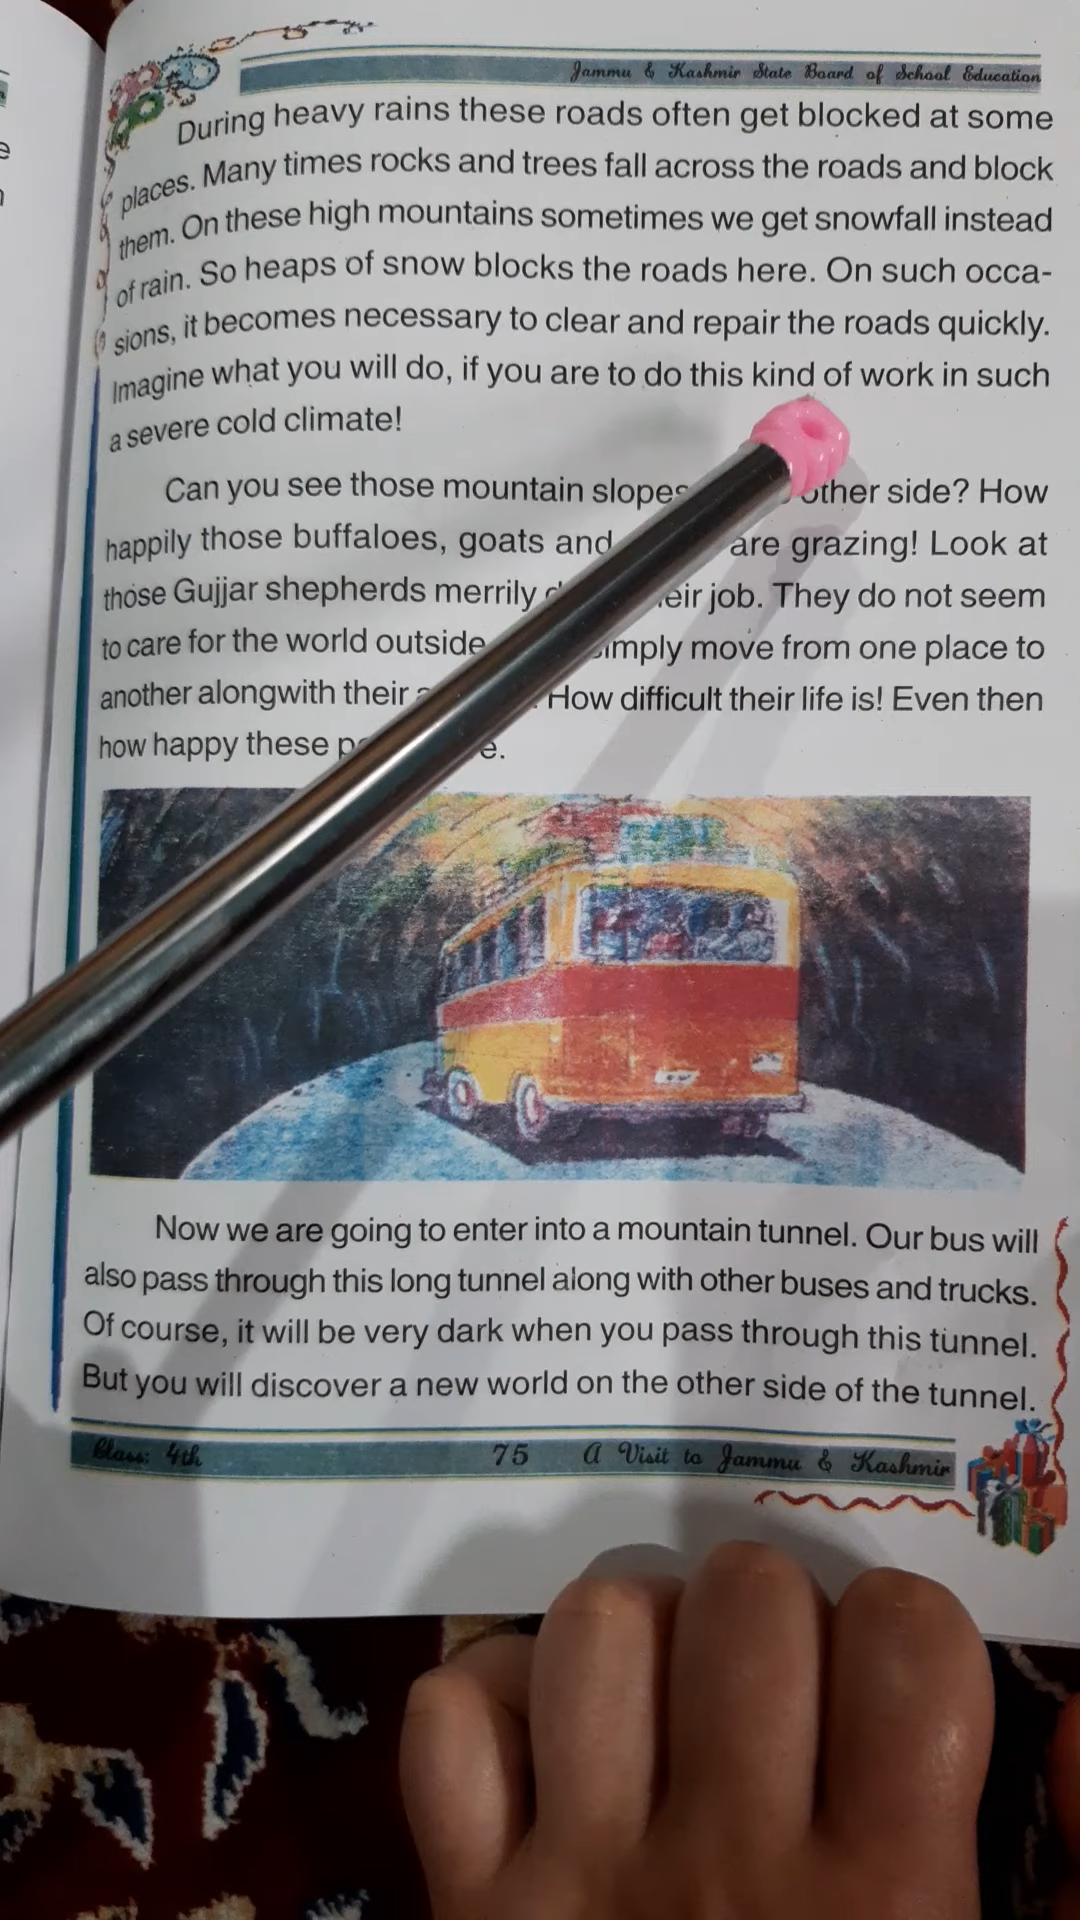 Jammu & Kashmir State Board of School Education
During heavy rains these roads often get blocked at some
places. Many times rocks and trees fall across the roads and block
them. On these high mountains sometimes we get snowfall instead
of rain. So heaps of snow blocks the roads here. On such occa-
sions, it becomes necessary to clear and repair the roads quickly.
Imagine what you will do, if you are to do this kind of work in such
a severe cold climate!
Can you see those mountain slopes other side? How
happily those buffaloes, goats and are grazing! Look at
those Gujjar shepherds merrily their job. They do not seem
to care for the world outside simply move from one place to
another alongwith their How difficult their life is! Even then
how happy these
Now we are going to enter into a mountain tunnel. Our bus will
also pass through this long tunnel along with other buses and trucks.
Of course, it will be very dark when you pass through this tunnel.
But you will discover a new world on the other side of the tunnel.
Class: 4th 75 A Visit to Jammu & Kashmir